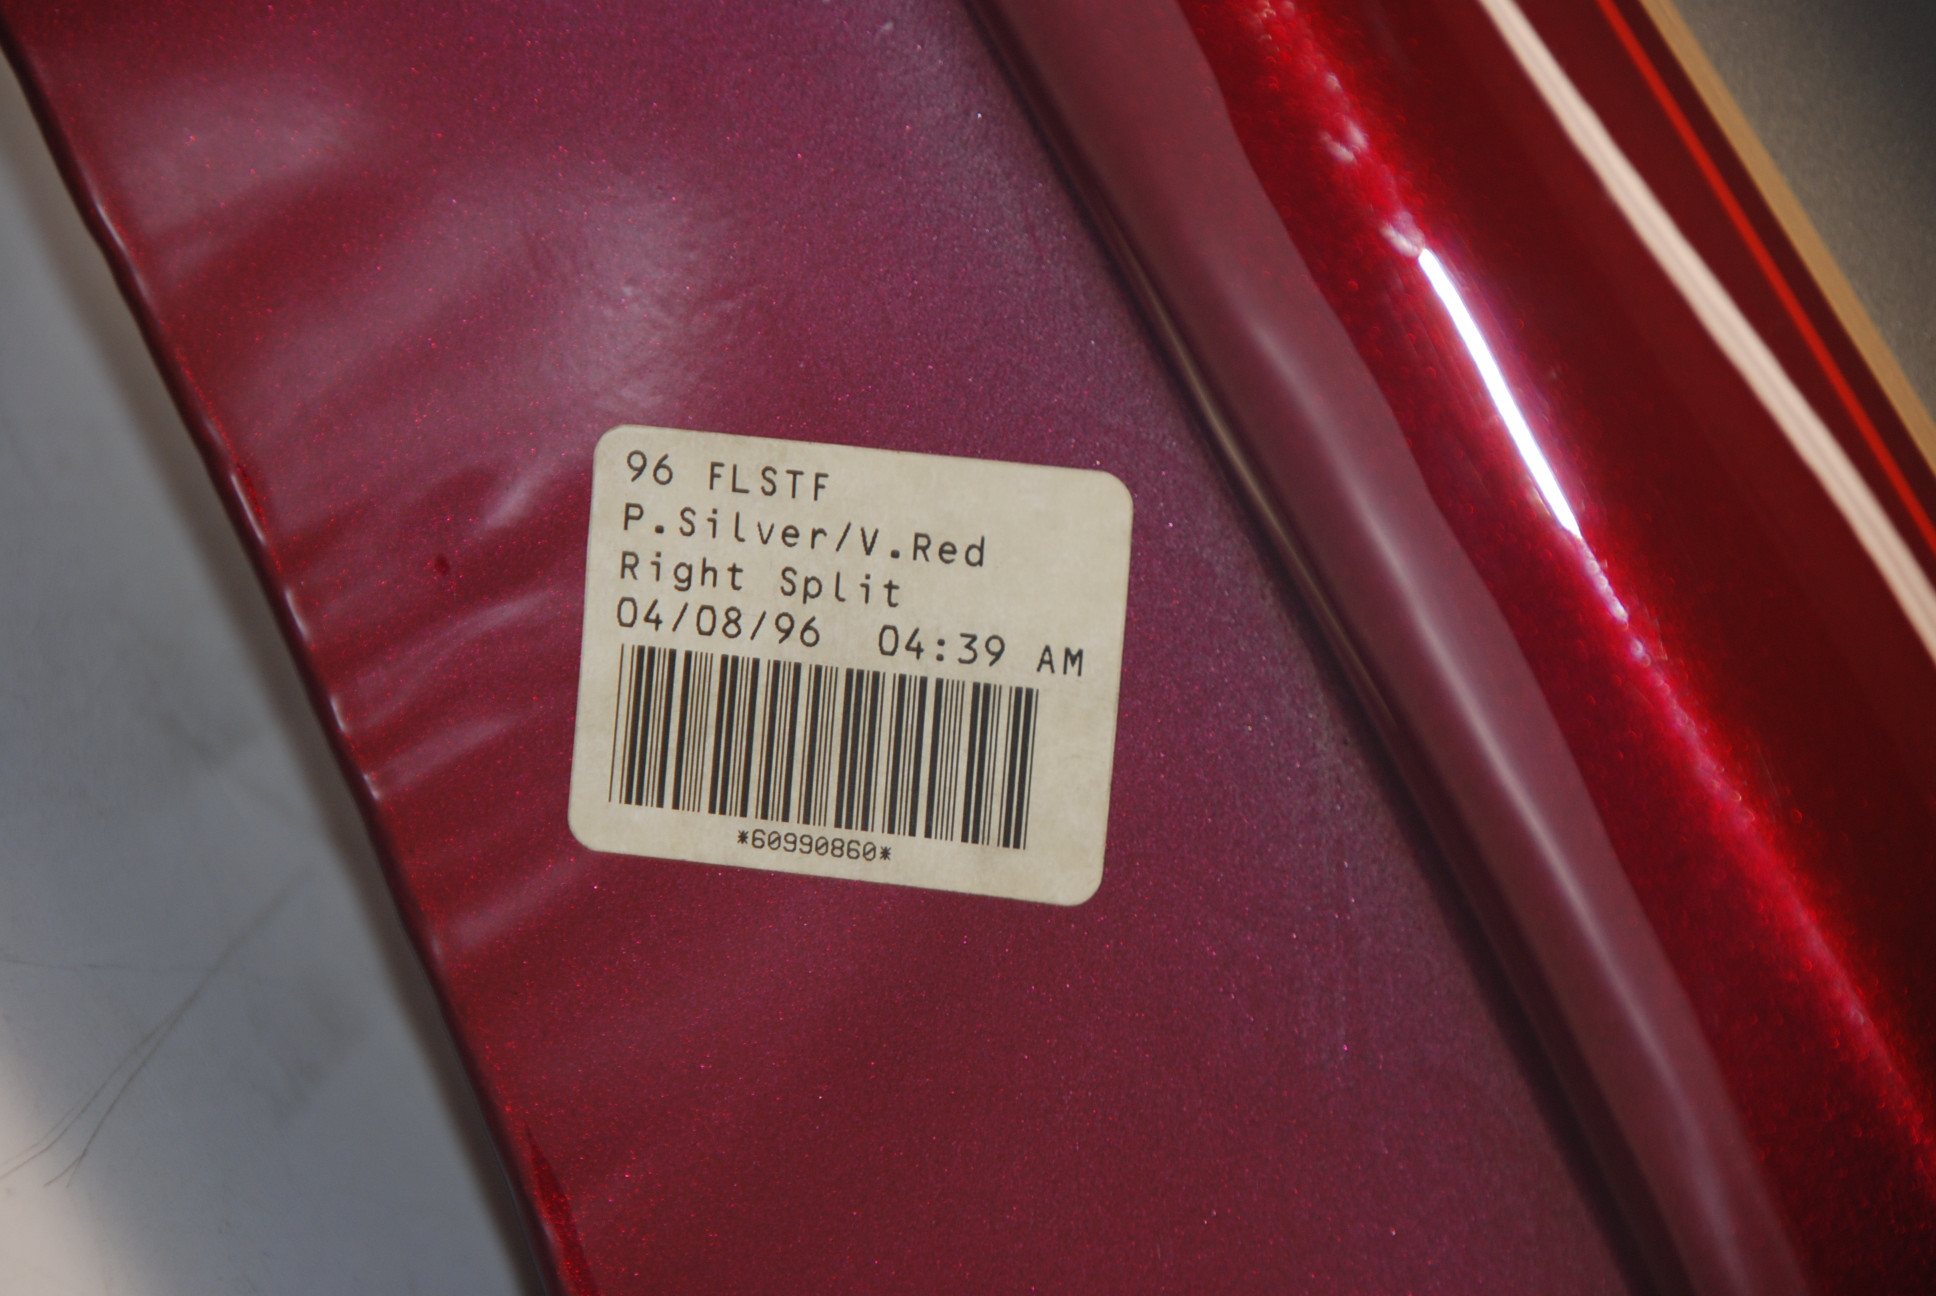 96 FLSTF
P.Silver/V.Red
Right Split
04/08/96 04:39 AM
*60990860*